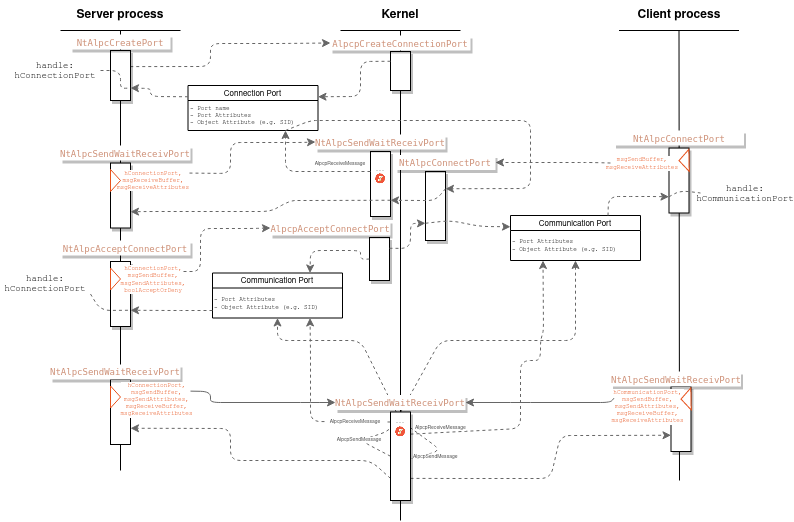 Server process
Kernel
Client process
NtAlpcCreatePort
AlpcpCreateConnectionPort
handle:
hConnectionPort
Connection Port
- Port name
- Port Attributes
- Object Attribute (e.g. SID)
NtAlpcSendWaitReceivPort
NtAlpcConnectPort
NtAlpcSendWaitReceivPort
AlpcpReceiveMessage
NtAlpcConnectPort
msgSendBuffer,
msgReceiveAttributes
hConnectionPort,
msgReceiveBuffer,
msgReceiveAttributes
handle:
hCommunicationPort
AlpcpAcceptConnectPort
Communication Port
- Port Attributes
- Object Attribute (e.g. SID)
NtAlpcAcceptConnectPort
hConnectionPort,
msgSendBuffer,
msgSendAttributes,
boolAcceptOrDeny
handle:
hConnectionPort
Communication Port
- Port Attributes
- Object Attribute (e.g. SID)
NtAlpcSendWaitReceivPort
hConnectionPort,
msgSendBuffer,
msgSendAttributes,
msgReceiveBuffer,
msgReceiveAttributes
NtAlpcSendWaitReceivPort
NtAlpcSendWaitReceivPort
hCommunicationPort,
msgSendBuffer,
msgSendAttributes,
msgReceiveBuffer,
msgReceiveAttributes
AlpcpReceiveMessage
AlpcpReceiveMessage
AlpcpSendMessage
AlpcpSendMessage